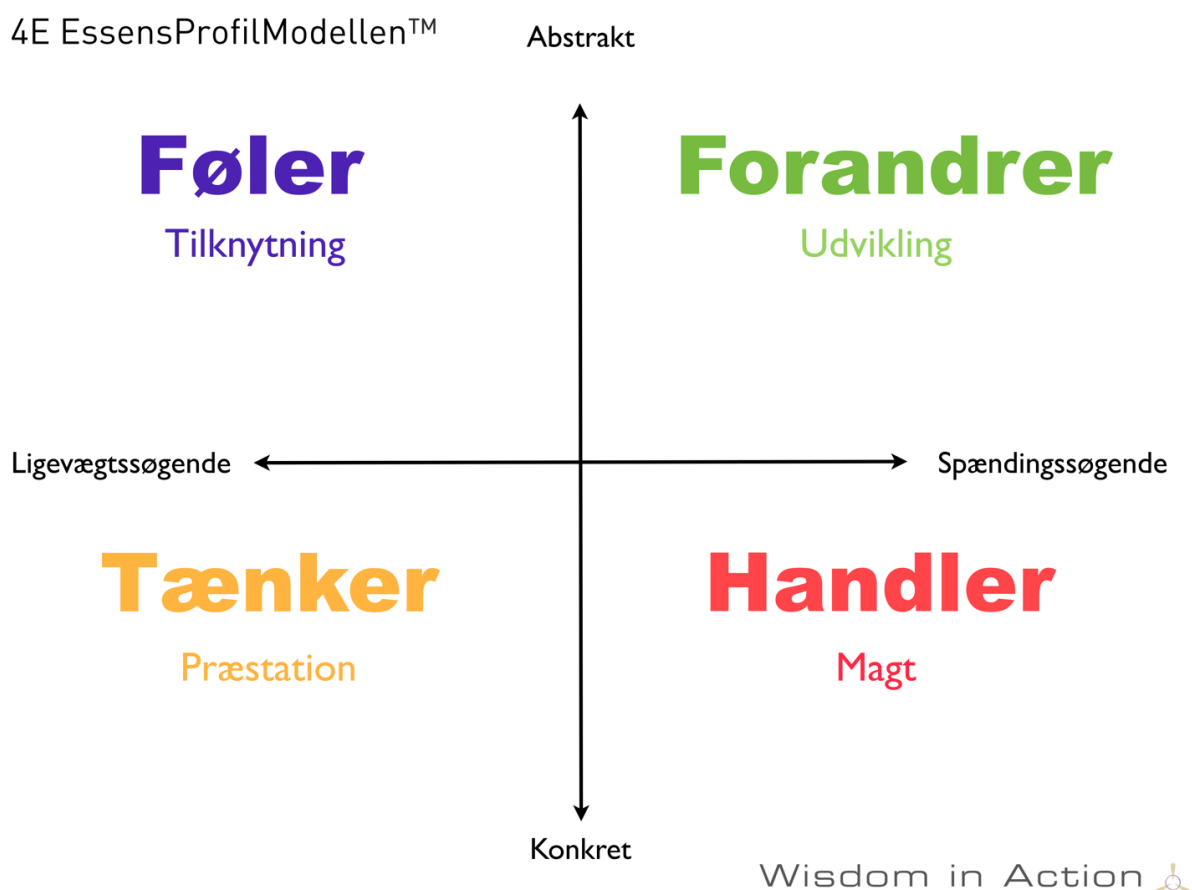 4E EssensProfilModellen™
Abstrakt
Føler
Forandrer
Tilknytning
Udvikling
Ligevægtssøgende
Spændingssøgende
Tænker
Handler
Præstation
Magt
Konkret
Wisdom in Action